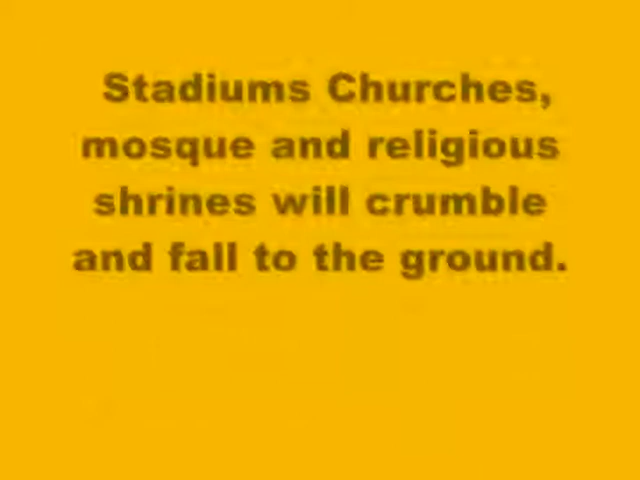 Stadiums Churches,
mosque and religious
shrines will crumble
and fall to the ground.